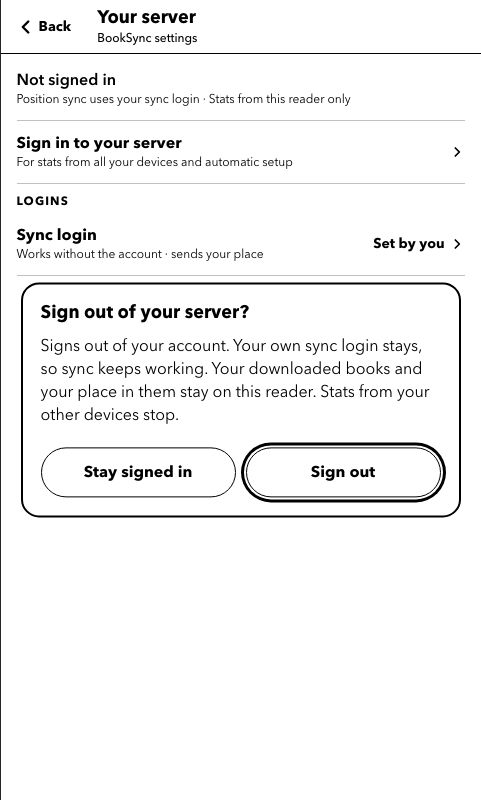 Back
Your server
BookSync settings
Not signed in
Position sync uses your sync login · Stats from this reader only
Sign in to your server
For stats from all your devices and automatic setup
LOGINS
Sync login
Works without the account · sends your place
Set by you
Sign out of your server?
Signs out of your account. Your own sync login stays,
so sync keeps working. Your downloaded books and
your place in them stay on this reader. Stats from your
other devices stop.
Stay signed in
Sign out